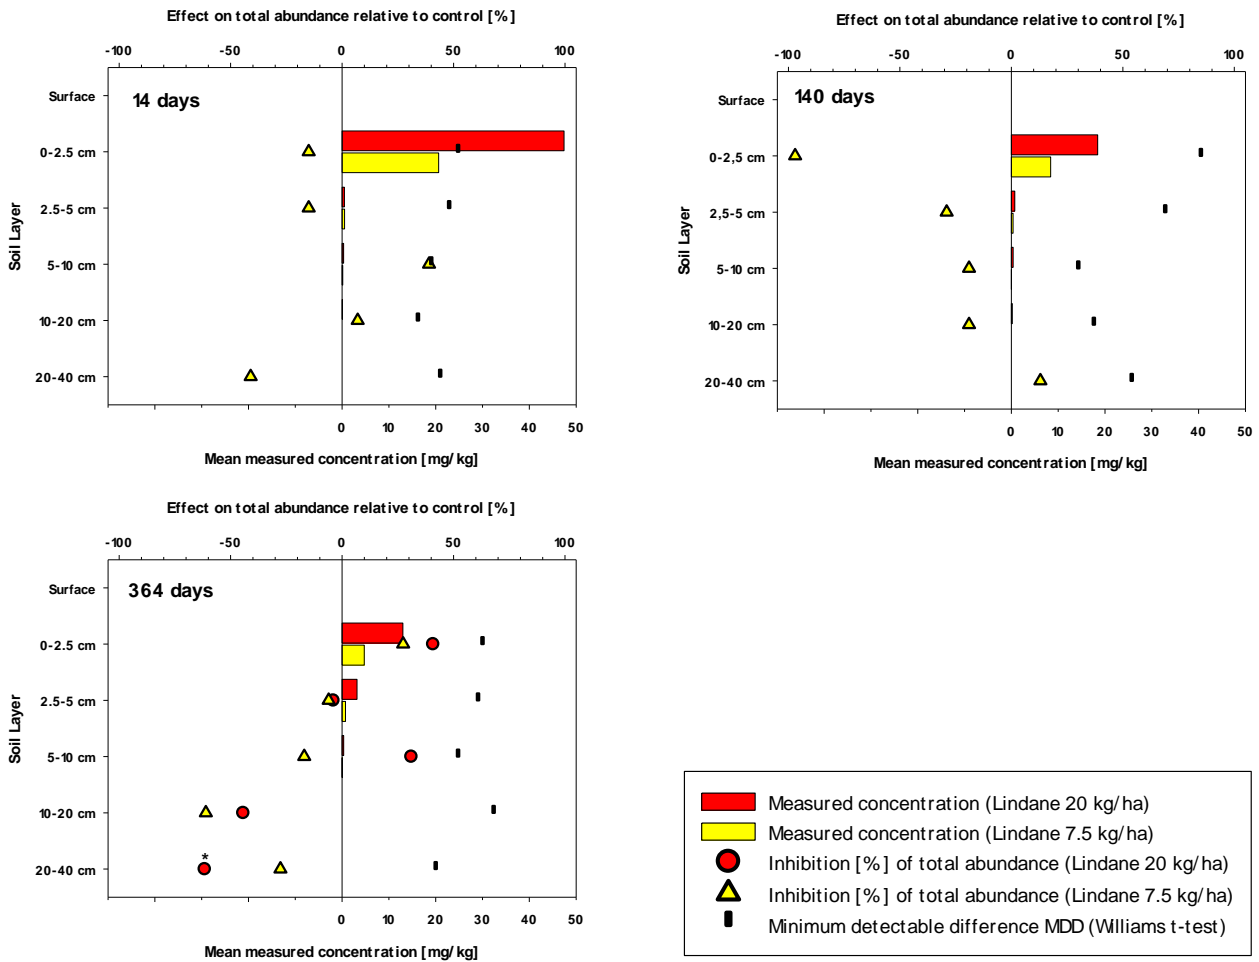 Effect on total abundance relative to control [%]
-100 -50 0 50 100
Surface
14 days
0-2.5 cm
2.5-5 cm
5-10 cm
10-20 cm
20-40 cm
Soil Layer
0 10 20 30 40 50
Mean measured concentration [mg/kg]
Effect on total abundance relative to control [%]
-100 -50 0 50 100
Surface
140 days
0-2.5 cm
2,5-5 cm
5-10 cm
10-20 cm
20-40 cm
Soil Layer
0 10 20 30 40 50
Mean measured concentration [mg/kg]
Effect on total abundance relative to control [%]
-100 -50 0 50 100
Surface
364 days
0-2.5 cm
2.5-5 cm
5-10 cm
10-20 cm
*
20-40 cm
Soil Layer
0 10 20 30 40 50
Mean measured concentration [mg/kg]
Measured concentration (Lindane 20 kg/ha)
Measured concentration (Lindane 7.5 kg/ha)
Inhibition [%] of total abundance (Lindane 20 kg/ha)
Inhibition [%] of total abundance (Lindane 7.5 kg/ha)
Minimum detectable difference MDD (Williams t-test)